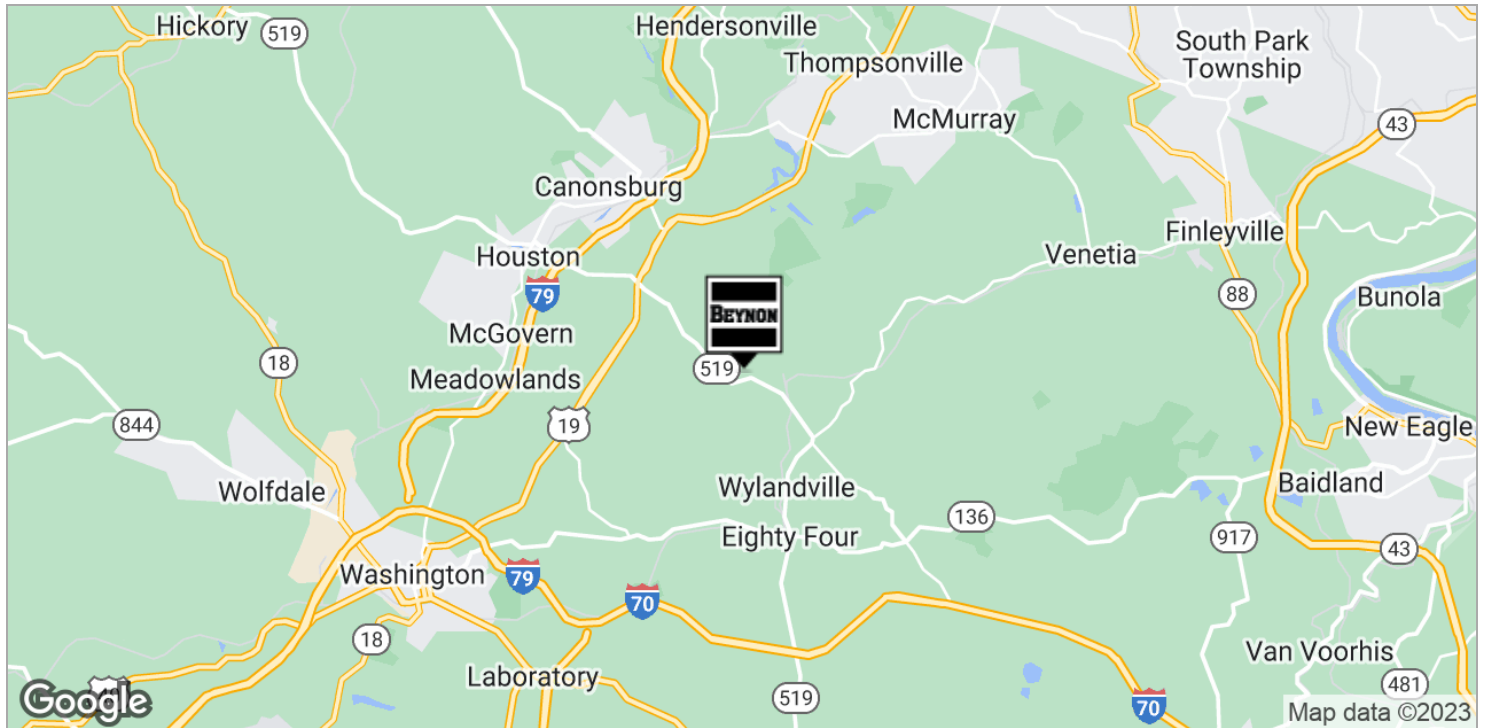 Hickory
519
Hendersonville
Thompsonville
South Park
Township
McMurray
43
Canonsburg
Finleyville
Houston
Venetia
79
88
Bunola
BEYNON
McGovern
18
519
Meadowlands
844
19
New Eagle
Wolfdale
Wylandville
Baidland
136
Eighty Four
917
43
Washington
79
70
18
Van Voorhis
Laboratory
481
519
70
Google
Map data ©2023